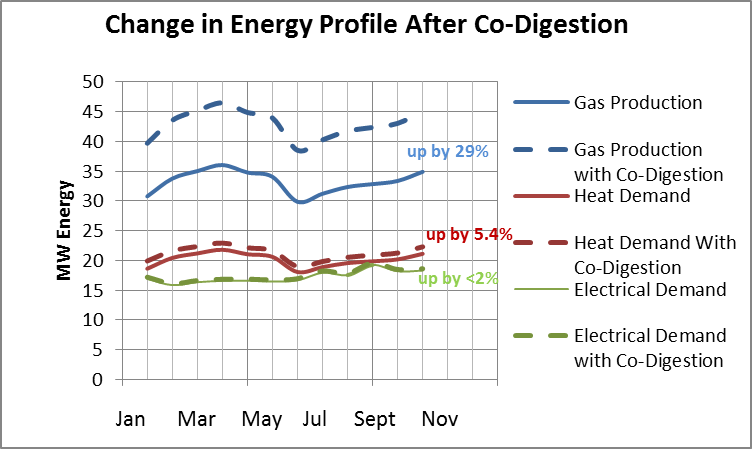 Change in Energy Profile After Co-Digestion
50
45
40
35
30
25
20
15
10
5
0
MW Energy
Jan Mar May Jul Sept Nov
up by 29%
up by 5.4%
up by <2%
Gas Production
Gas Production
with Co-Digestion
Heat Demand
Heat Demand With
Co-Digestion
Electrical Demand
Electrical Demand
with Co-Digestion